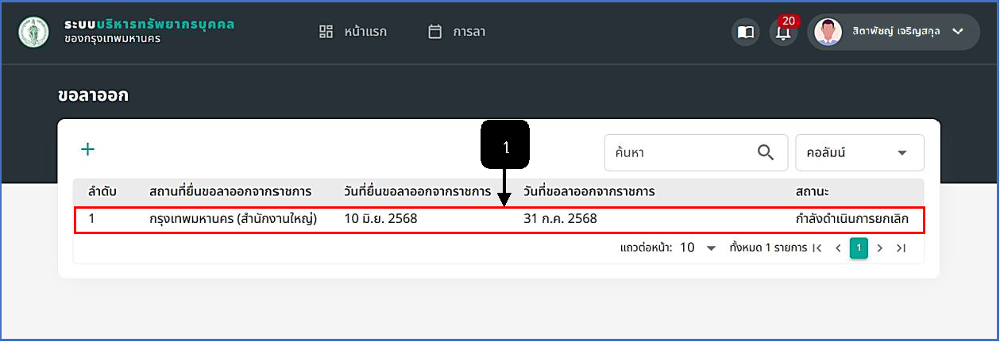 ระบบบริหารทรัพยากรบุคคล
ของกรุงเทพมหานคร
หน้าแรก
การลา
20
สิตาพัชญ์ เจริญสกุล
ขอลาออก
1
ค้นหา
คอลัมน์
ลำดับ สถานที่ยื่นขอลาออกจากราชการ วันที่ยื่นขอลาออกจากราชการ วันที่ขอลาออกจากราชการ สถานะ
1 กรุงเทพมหานคร (สำนักงานใหญ่) 10 มิ.ย. 2568 31 ก.ค. 2568 กำลังดำเนินการยกเลิก
แถวต่อหน้า: 10 ทั้งหมด 1 รายการ 1